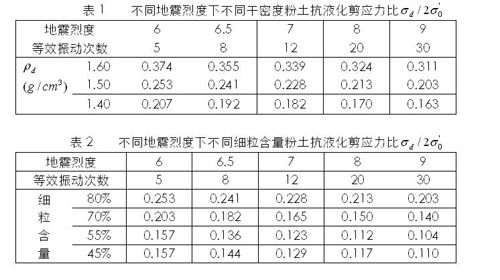 表1 不同地震烈度下不同干密度粉土抗液化剪应力比σd/2σ0'
地震烈度 6 6.5 7 8 9
等效振动次数 5 8 12 20 30
ρd 1.60 0.374 0.355 0.339 0.324 0.311
(g/cm³) 1.50 0.253 0.241 0.228 0.213 0.203
1.40 0.207 0.192 0.182 0.170 0.163
表2 不同地震烈度下不同细粒含量粉土抗液化剪应力比σd/2σ0'
地震烈度 6 6.5 7 8 9
等效振动次数 5 8 12 20 30
细 80% 0.253 0.241 0.228 0.213 0.203
粒 70% 0.203 0.182 0.165 0.150 0.140
含 55% 0.157 0.136 0.123 0.112 0.104
量 45% 0.157 0.144 0.129 0.117 0.110